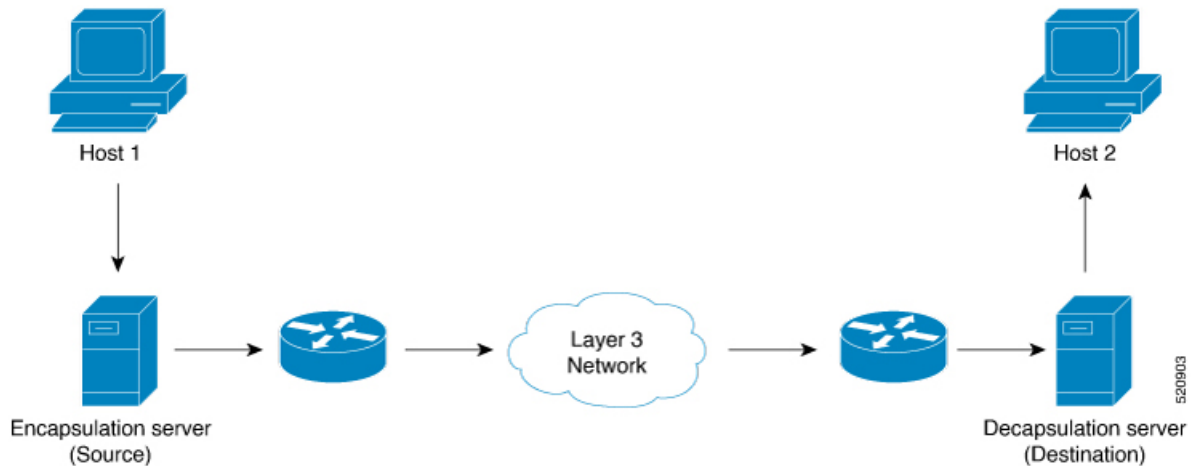 Host 1
Host 2
Layer 3
Network
Encapsulation server
(Source)
Decapsulation server
(Destination)
520903